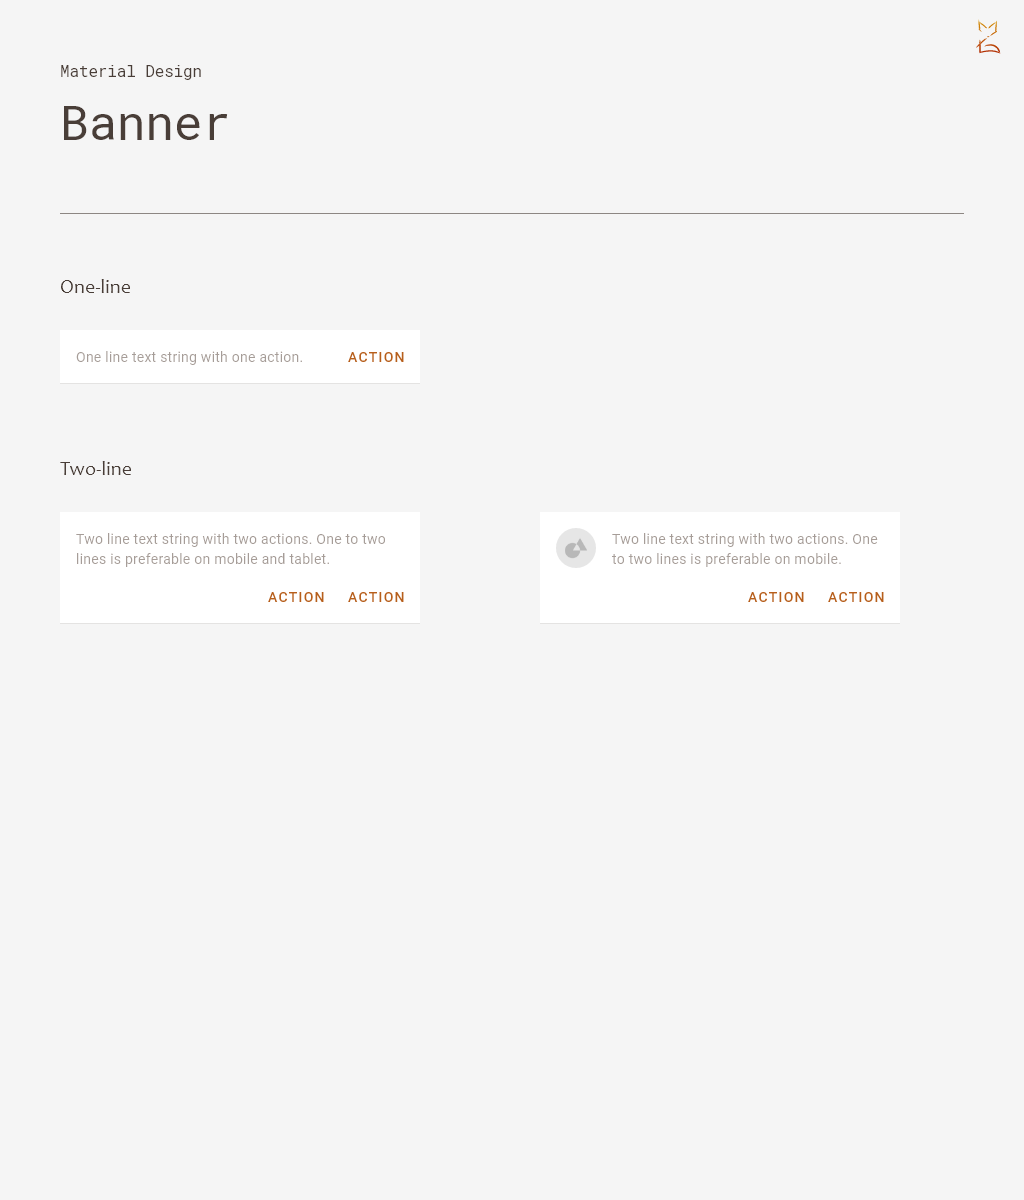 Material Design
Banner
One-line
One line text string with one action.
ACTION
Two-line
Two line text string with two actions. One to two
lines is preferable on mobile and tablet.
ACTION ACTION
Two line text string with two actions. One
to two lines is preferable on mobile.
ACTION ACTION